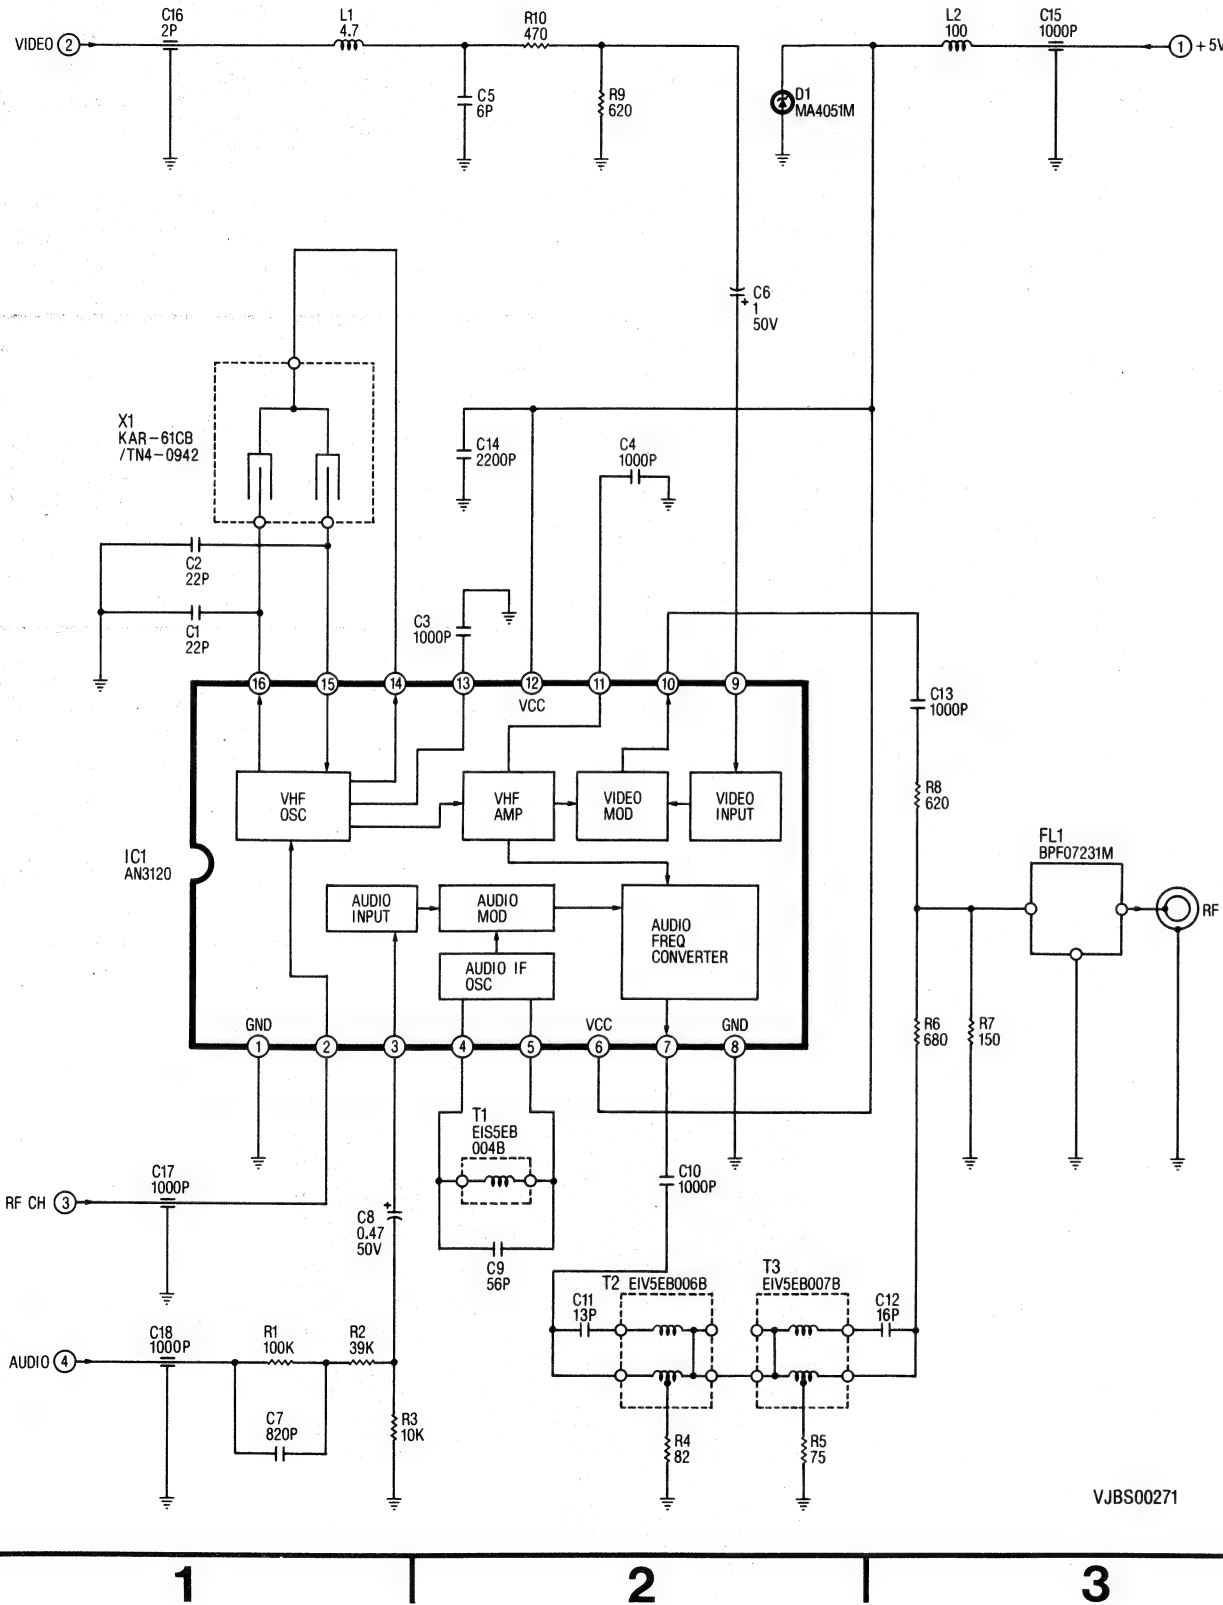 C16
2P
VIDEO 2
L1
4.7
R10
470
L2
100
C15
1000P
1 +5V
C5
6P
R9
620
D1
MA4051M
C6
+ 1
50V
X1
KAR-61CB
/TN4-0942
C14
2200P
C4
1000P
C2
22P
C1
22P
C3
1000P
16 15 14 13 12 11 10 9
VCC
C13
1000P
VHF
OSC
VHF
AMP
VIDEO
MOD
VIDEO
INPUT
R8
620
IC1
AN3120
FL1
BPF07231M
AUDIO
INPUT
AUDIO
MOD
AUDIO
FREQ
CONVERTER
RF
AUDIO IF
OSC
GND
VCC
GND
1 2 3 4 5 6 7 8
R6
680
R7
150
T1
EIS5EB
004B
C17
1000P
RF CH 3
C10
1000P
+
C8
0.47
50V
C9
56P
T2 EIV5EB006B
T3
EIV5EB007B
C11
13P
C12
16P
C18
1000P
AUDIO 4
R1
100K
R2
39K
C7
820P
R3
10K
R4
82
R5
75
VJBS00271
1 2 3